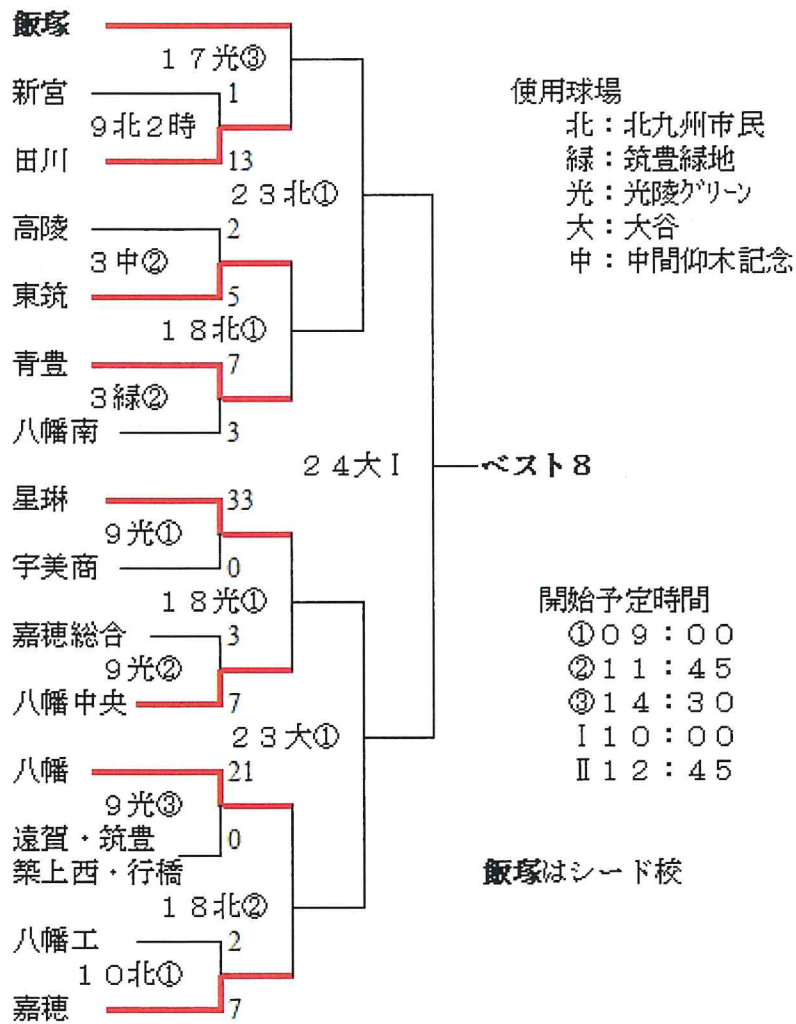 飯塚
１７光③
新宮
1
使用球場
９北２時
北：北九州市民
田川
13
緑：筑豊緑地
２３北①
光：光陵グリーン
高陵
2
大：大谷
３中②
中：中間仰木記念
東筑
5
１８北①
青豊
7
３緑②
八幡南
3
２４大Ⅰ
ベスト８
星琳
33
９光①
宇美商
0
１８光①
開始予定時間
嘉穂総合
3
①０９：００
９光②
②１１：４５
八幡中央
7
③１４：３０
２３大①
Ⅰ１０：００
八幡
21
Ⅱ１２：４５
９光③
遠賀・筑豊
0
築上西・行橋
飯塚はシード校
１８北②
八幡工
2
１０北①
嘉穂
7